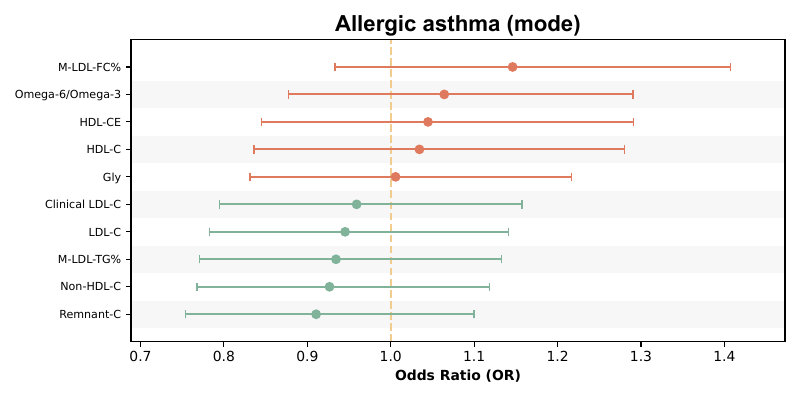 Allergic asthma (mode)
M-LDL-FC%
Omega-6/Omega-3
HDL-CE
HDL-C
Gly
Clinical LDL-C
LDL-C
M-LDL-TG%
Non-HDL-C
Remnant-C
0.7 0.8 0.9 1.0 1.1 1.2 1.3 1.4
Odds Ratio (OR)